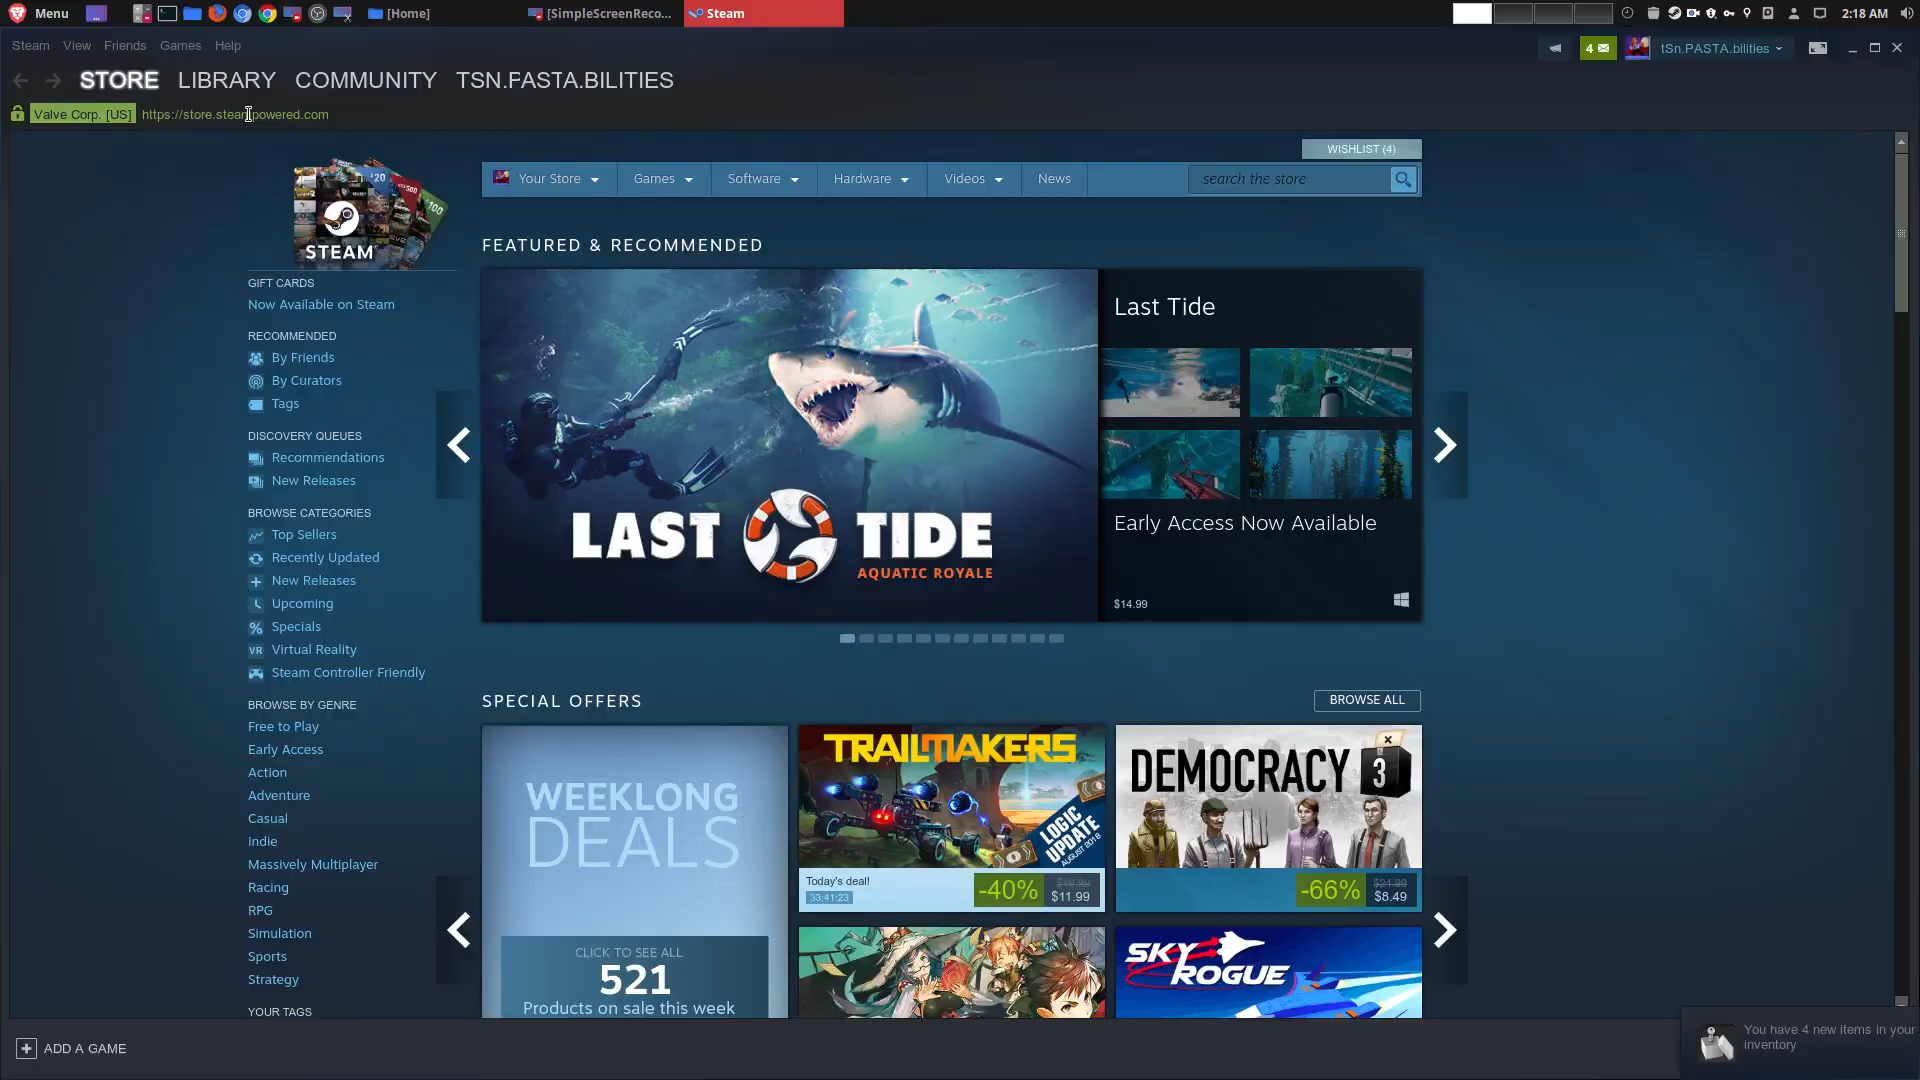 Menu
[Home]
[SimpleScreenReco...
Steam
2:18 AM
Steam View Friends Games Help
4
tSn.PASTA.bilities
STORE LIBRARY COMMUNITY TSN.PASTA.BILITIES
Valve Corp. [US] https://store.steampowered.com
WISHLIST (4)
Your Store Games Software Hardware Videos News search the store
$20
$100
STEAM
GIFT CARDS
Now Available on Steam
RECOMMENDED
By Friends
By Curators
Tags
DISCOVERY QUEUES
Recommendations
New Releases
BROWSE CATEGORIES
Top Sellers
Recently Updated
New Releases
Upcoming
Specials
VR Virtual Reality
Steam Controller Friendly
BROWSE BY GENRE
Free to Play
Early Access
Action
Adventure
Casual
Indie
Massively Multiplayer
Racing
RPG
Simulation
Sports
Strategy
YOUR TAGS
FEATURED & RECOMMENDED
LAST TIDE
AQUATIC ROYALE
Last Tide
Early Access Now Available
$14.99
SPECIAL OFFERS
BROWSE ALL
WEEKLONG
DEALS
CLICK TO SEE ALL
521
Products on sale this week
TRAILMAKERS
LOGIC
UPDATE
AUGUST 2018
Today's deal!
33:41:23
-40%
$19.99
$11.99
DEMOCRACY 3
-66%
$24.99
$8.49
SKY
ROGUE
ADD A GAME
You have 4 new items in your
inventory